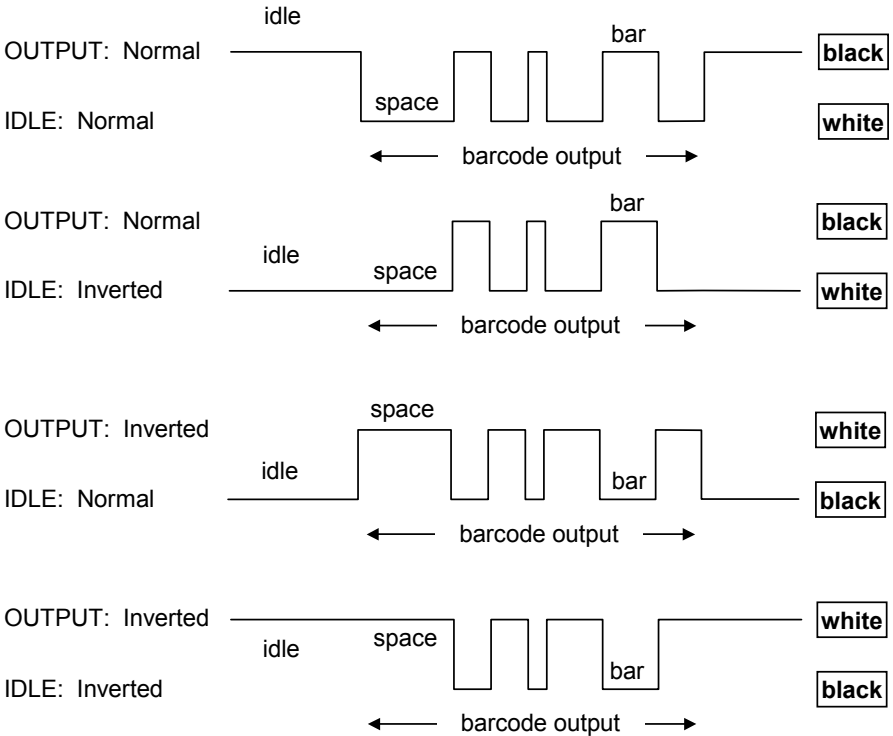 idle
OUTPUT: Normal bar black
space
IDLE: Normal white
barcode output
bar
OUTPUT: Normal black
idle
space
IDLE: Inverted white
barcode output
space
OUTPUT: Inverted white
idle
bar
IDLE: Normal black
barcode output
OUTPUT: Inverted white
space
idle
bar
IDLE: Inverted black
barcode output